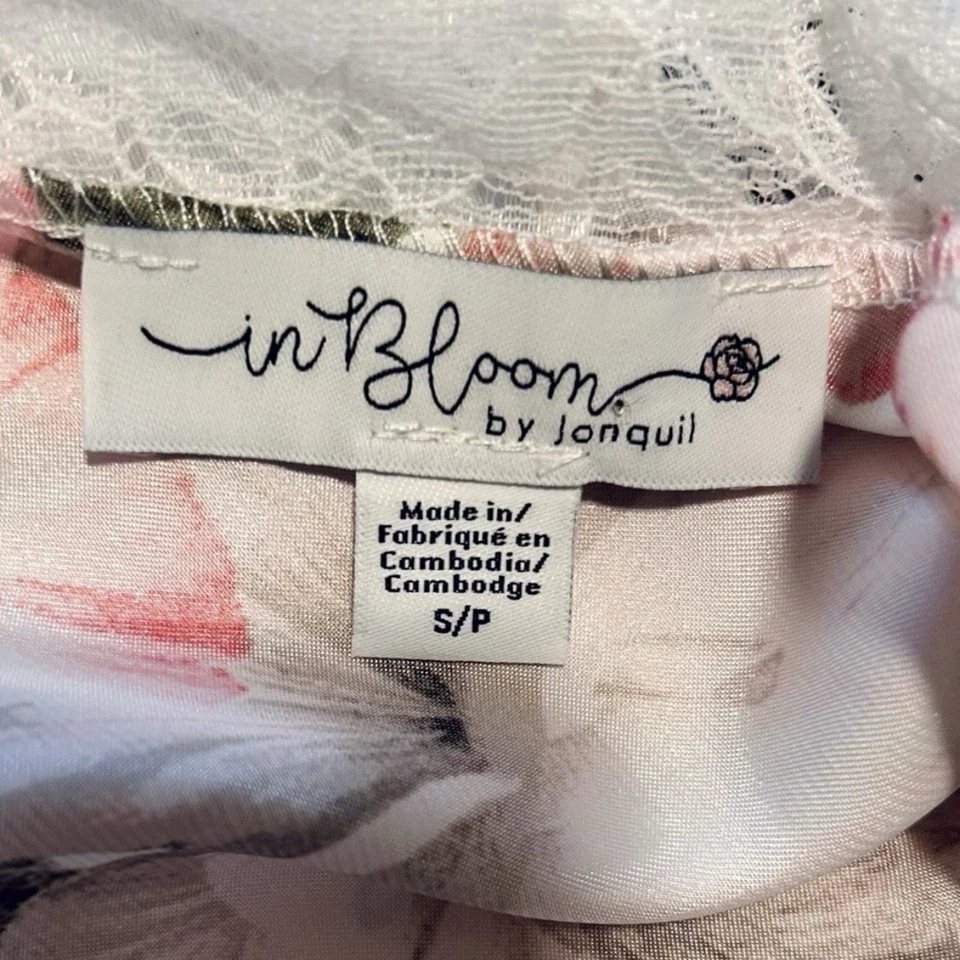 in Bloom.
by Jonquil
Made in/
Fabriqué en
Cambodia/
Cambodge
S/P